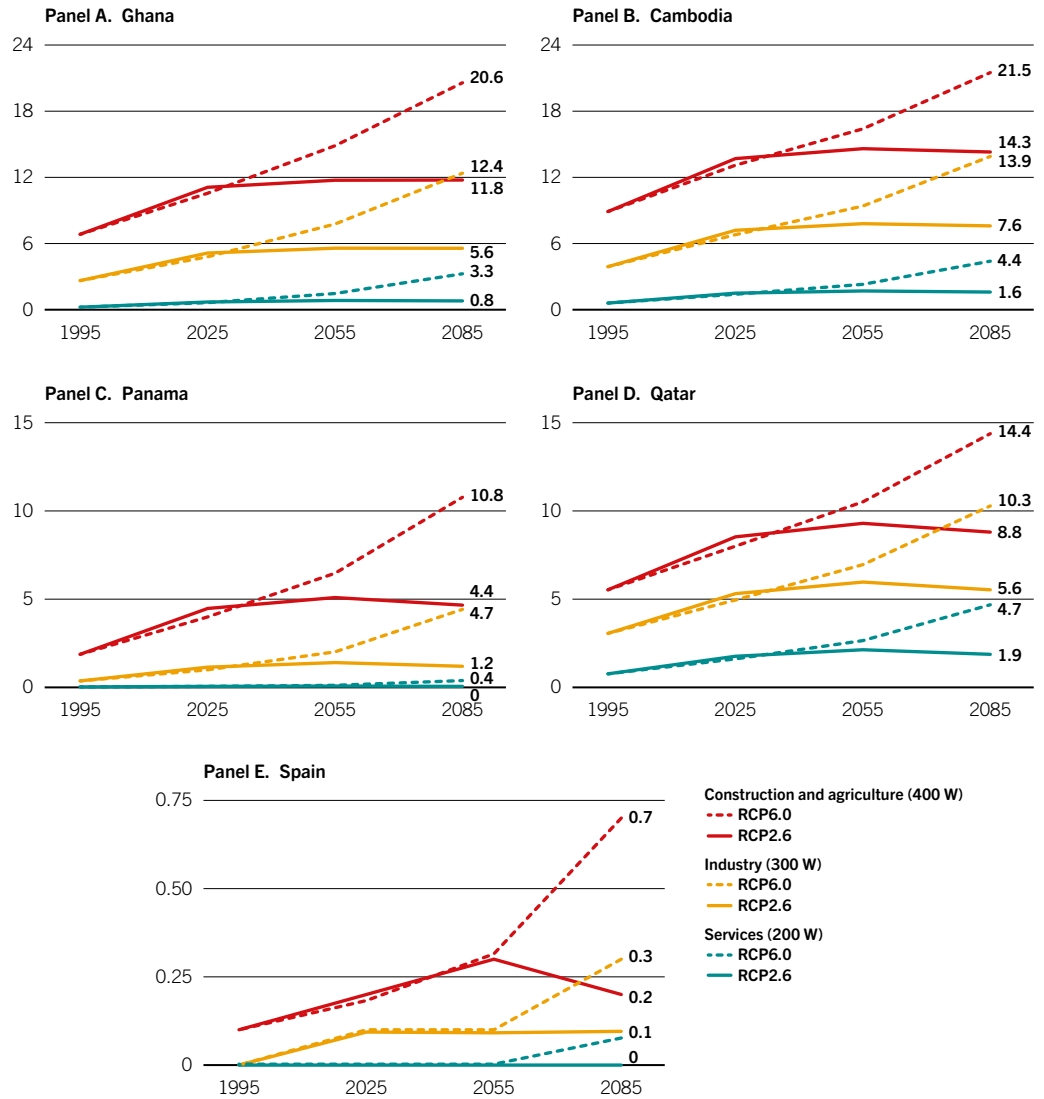 Panel A. Ghana
24
18
12
6
0
20.6
12.4
11.8
5.6
3.3
0.8
1995 2025 2055 2085
Panel B. Cambodia
24
18
12
6
0
21.5
14.3
13.9
7.6
4.4
1.6
1995 2025 2055 2085
Panel C. Panama
15
10
5
0
10.8
4.4
4.7
1.2
0.4
0
1995 2025 2055 2085
Panel D. Qatar
15
10
5
0
14.4
10.3
8.8
5.6
4.7
1.9
1995 2025 2055 2085
Panel E. Spain
0.75
0.50
0.25
0
0.7
0.3
0.2
0.1
0
1995 2025 2055 2085
Construction and agriculture (400 W)
RCP6.0
RCP2.6
Industry (300 W)
RCP6.0
RCP2.6
Services (200 W)
RCP6.0
RCP2.6